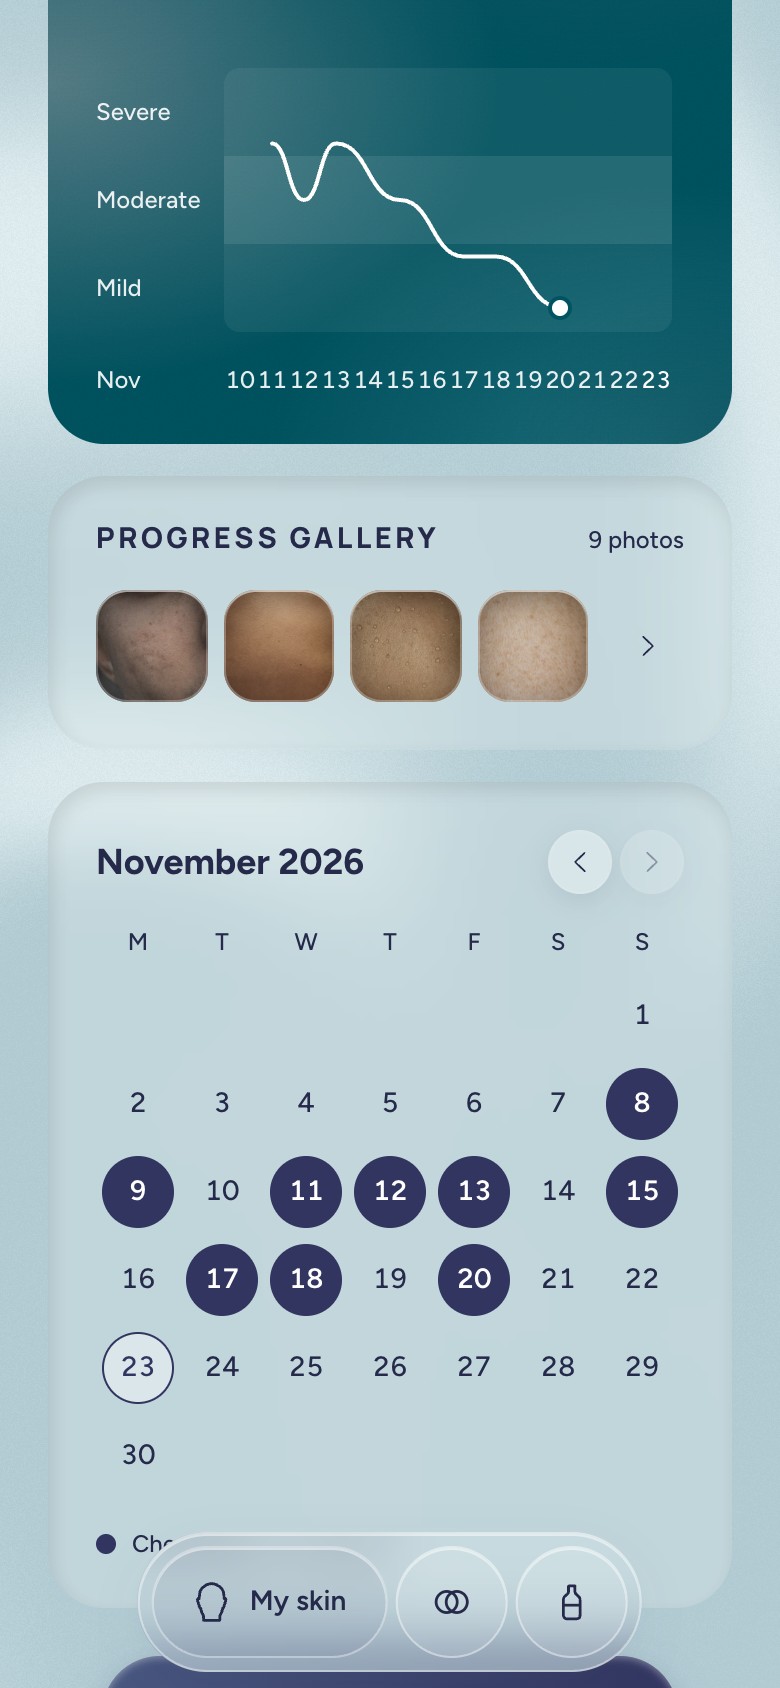 Severe
Moderate
Mild
Nov 10 11 12 13 14 15 16 17 18 19 20 21 22 23
PROGRESS GALLERY 9 photos
November 2026
M T W T F S S
1
2 3 4 5 6 7 8
9 10 11 12 13 14 15
16 17 18 19 20 21 22
23 24 25 26 27 28 29
30
My skin